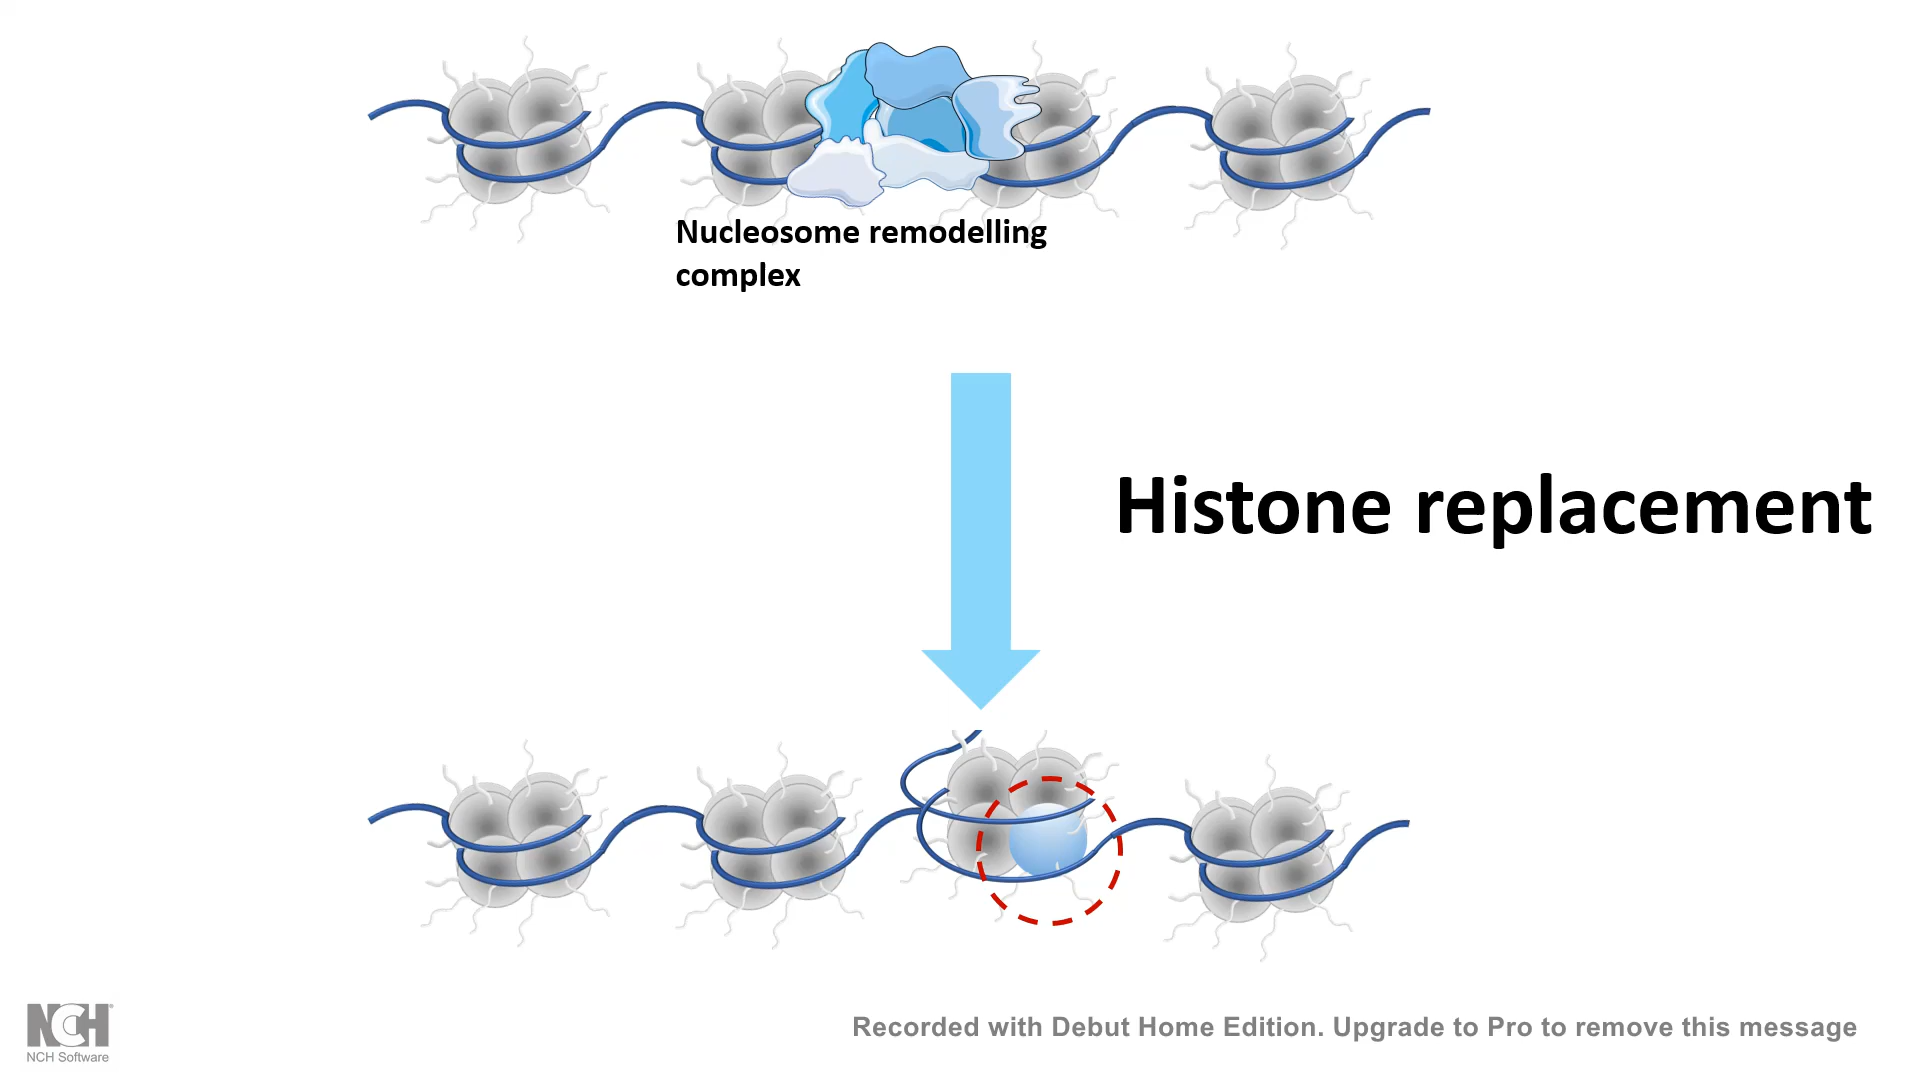 Nucleosome remodelling
complex
Histone replacement
NCH
NCH Software
Recorded with Debut Home Edition. Upgrade to Pro to remove this message